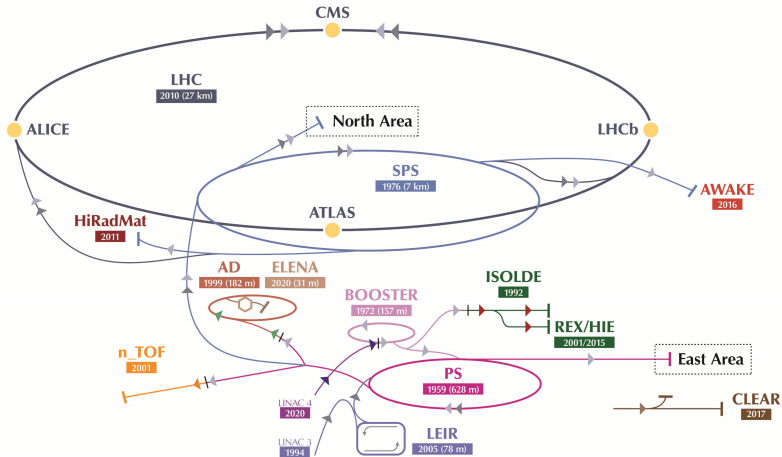 CMS
LHC
2010 (27 km)
North Area
ALICE
LHCb
SPS
1976 (7 km)
AWAKE
2016
HiRadMat
2011
ATLAS
AD
1999 (182 m)
ELENA
2020 (31 m)
ISOLDE
1992
BOOSTER
1972 (157 m)
REX/HIE
2001/2015
n_TOF
2001
East Area
PS
1959 (628 m)
LINAC 4
2020
CLEAR
2017
LINAC 3
1994
LEIR
2005 (78 m)